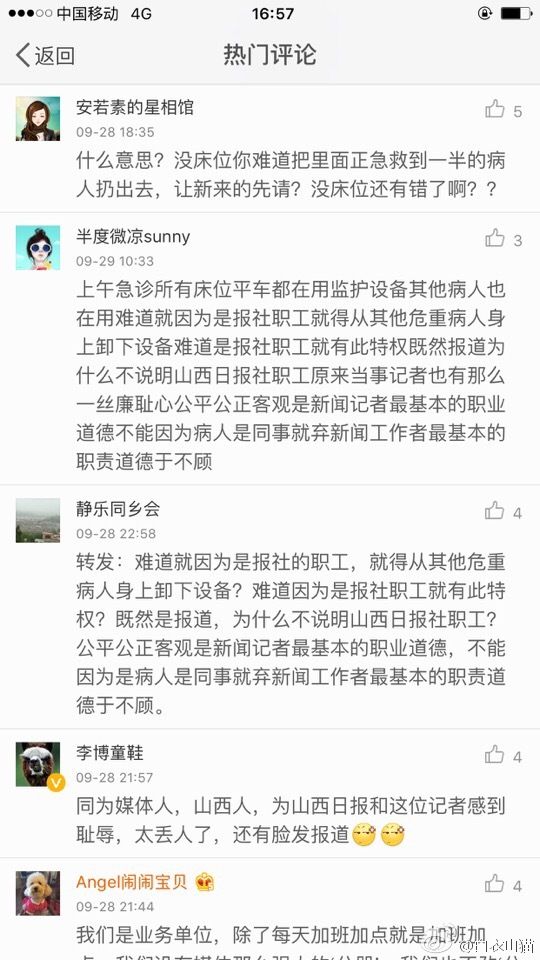 中国移动 4G 16:57
返回 热门评论
安若素的星相馆 5
09-28 18:35
什么意思？没床位你难道把里面正急救到一半的病
人扔出去，让新来的先请？没床位还有错了啊？？
半度微凉sunny 3
09-29 10:33
上午急诊所有床位平车都在用监护设备其他病人也
在用难道就因为是报社职工就得从其他危重病人身
上卸下设备难道是报社职工就有此特权既然报道为
什么不说明山西日报社职工原来当事记者也有那么
一丝廉耻心公平公正客观是新闻记者最基本的职业
道德不能因为病人是同事就弃新闻工作者最基本的
职责道德于不顾
静乐同乡会 4
09-28 22:58
转发：难道就因为是报社的职工，就得从其他危重
病人身上卸下设备？难道因为是报社职工就有此特
权？既然是报道，为什么不说明山西日报社职工？
公平公正客观是新闻记者最基本的职业道德，不能
因为是病人是同事就弃新闻工作者最基本的职责道
德于不顾。
李博童鞋 4
09-28 21:57
同为媒体人，山西人，为山西日报和这位记者感到
耻辱，太丢人了，还有脸发报道
Angel闹闹宝贝 4
09-28 21:44
我们是业务单位，除了每天加班加点就是加班加
@白衣山猫